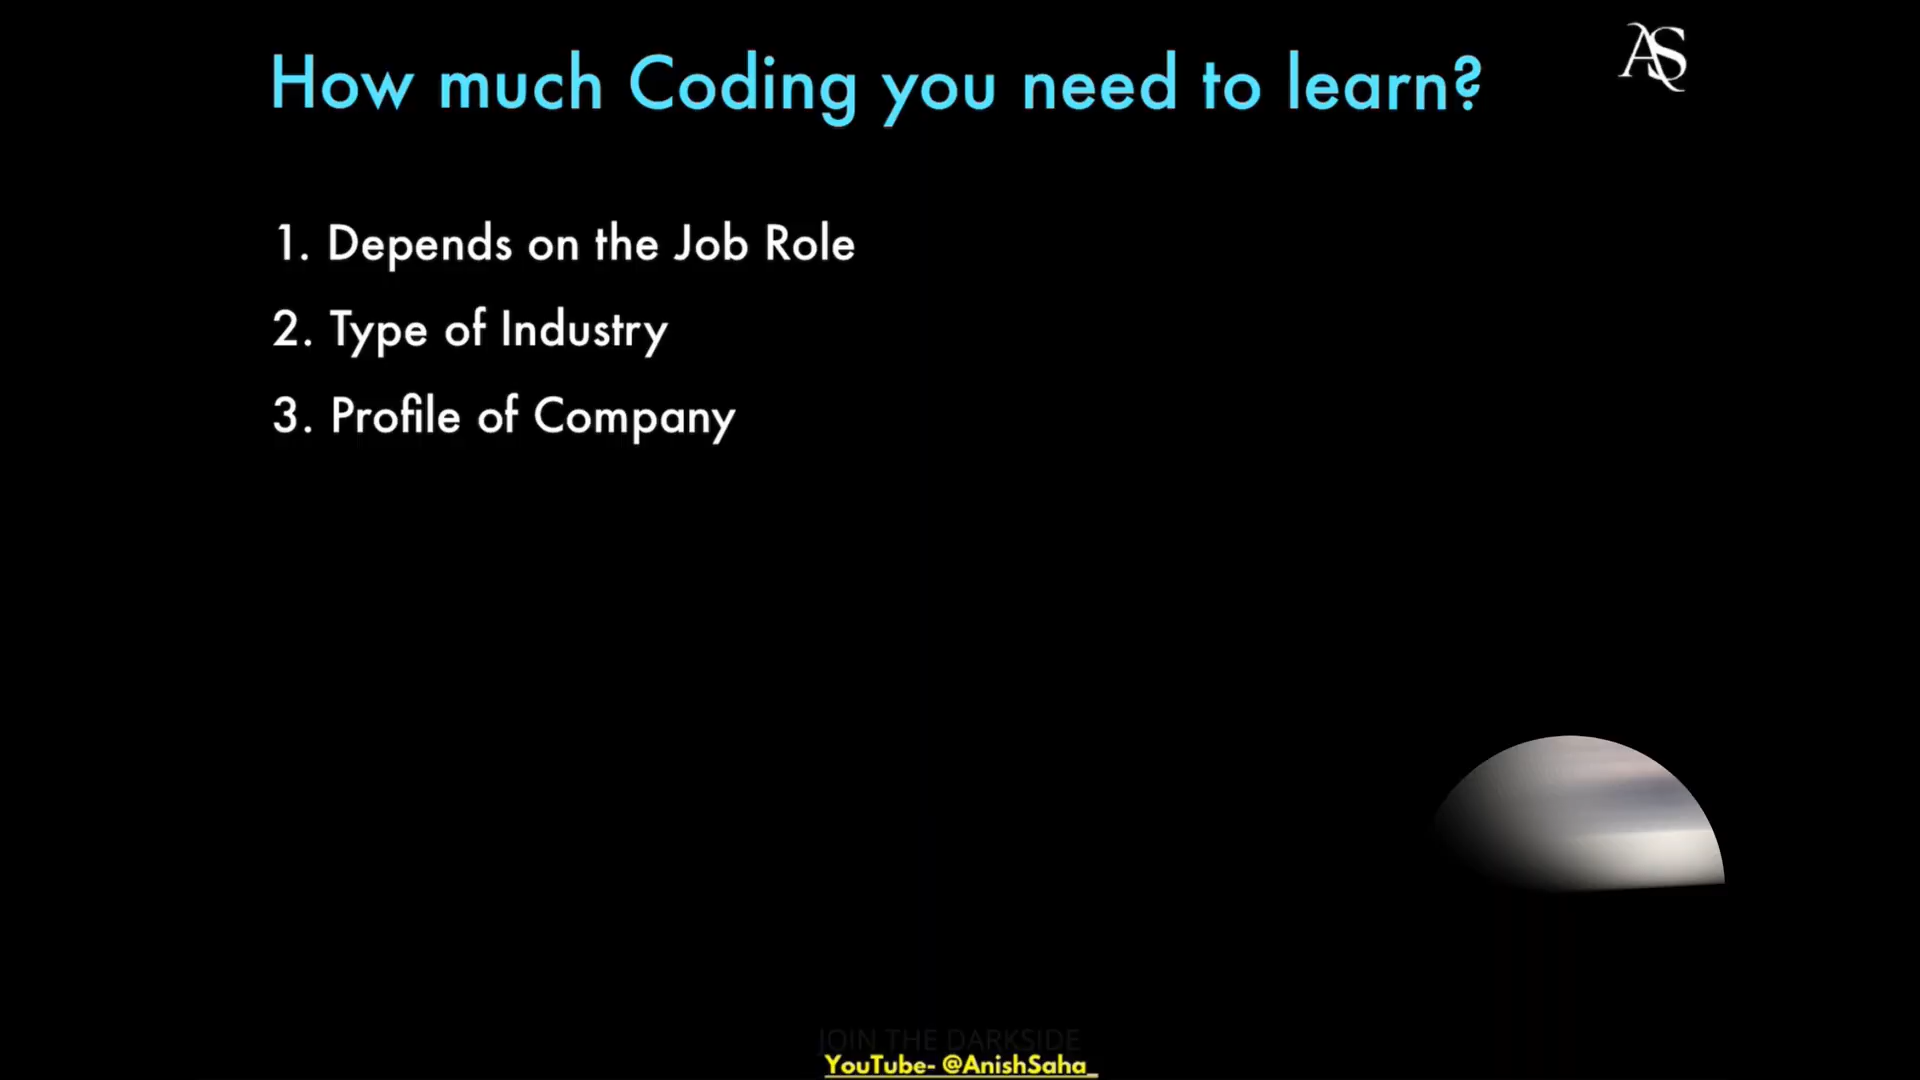 How much Coding you need to learn?
AS
1. Depends on the Job Role
2. Type of Industry
3. Profile of Company
JOIN THE DARKSIDE
YouTube- @AnishSaha_